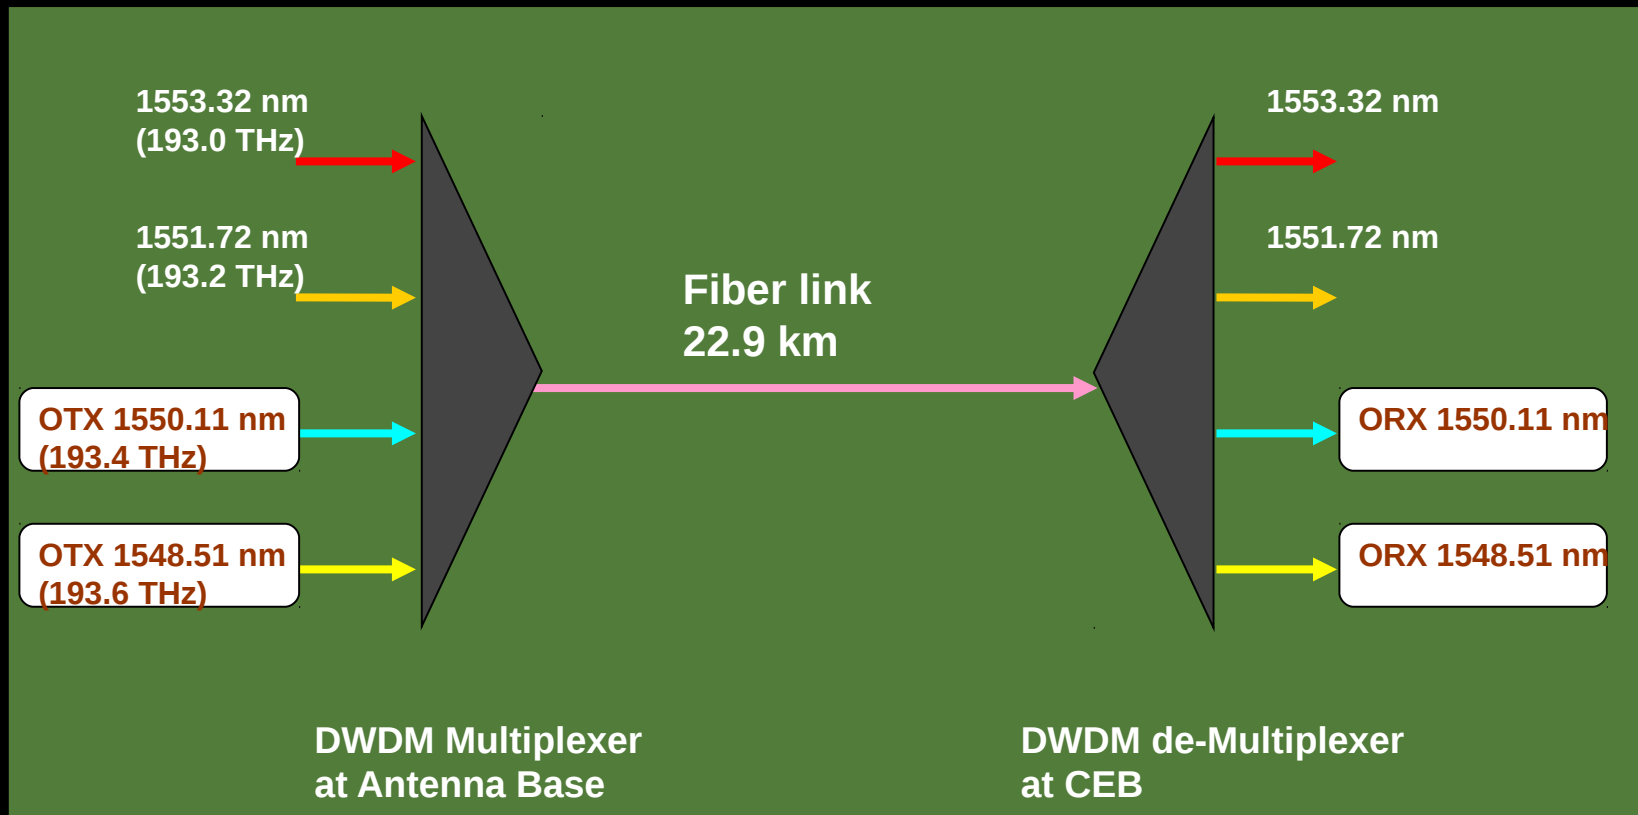 1553.32 nm
(193.0 THz)
1553.32 nm
1551.72 nm
(193.2 THz)
1551.72 nm
Fiber link
22.9 km
OTX 1550.11 nm
(193.4 THz)
ORX 1550.11 nm
OTX 1548.51 nm
(193.6 THz)
ORX 1548.51 nm
DWDM Multiplexer
at Antenna Base
DWDM de-Multiplexer
at CEB